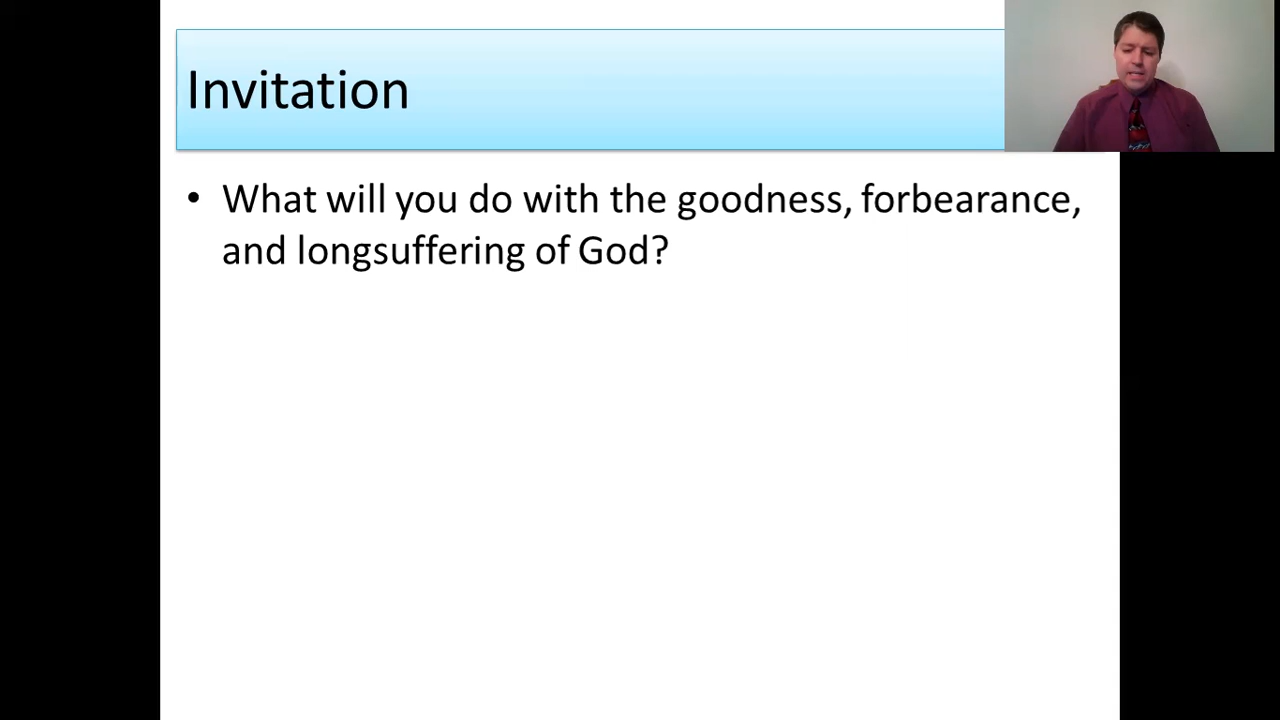 Invitation
• What will you do with the goodness, forbearance,
and longsuffering of God?